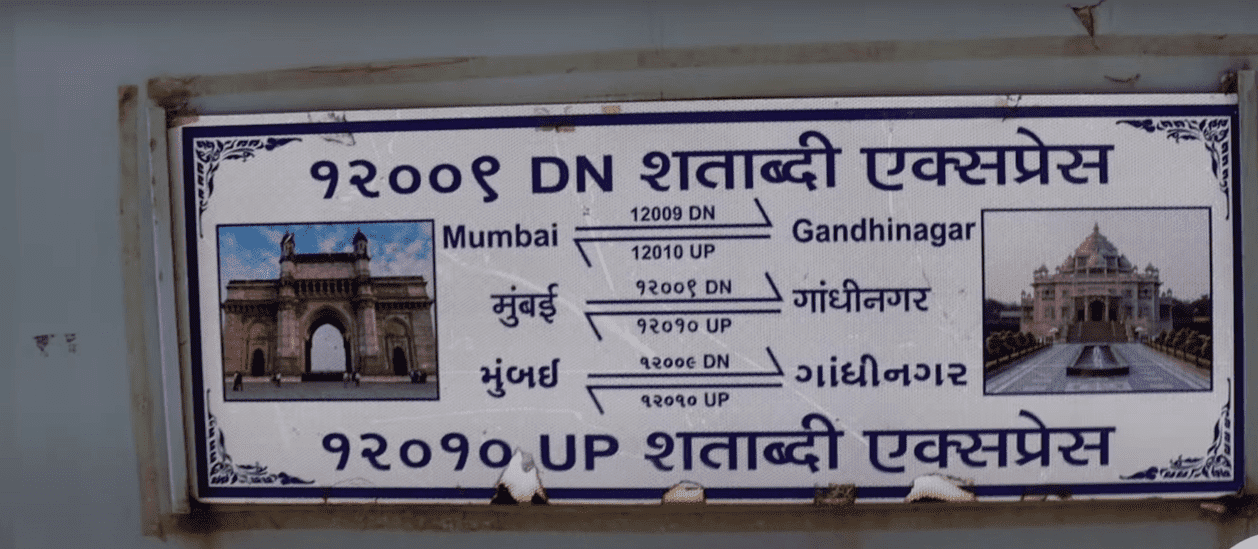 १२००९ DN शताब्दी एक्सप्रेस
12009 DN
Mumbai Gandhinagar
12010 UP
१२००९ DN
मुंबई गांधीनगर
१२०१० UP
૧૨૦૦૯ DN
મુંબઈ ગાંધીનગર
૧૨૦૧૦ UP
१२०१० UP शताब्दी एक्सप्रेस